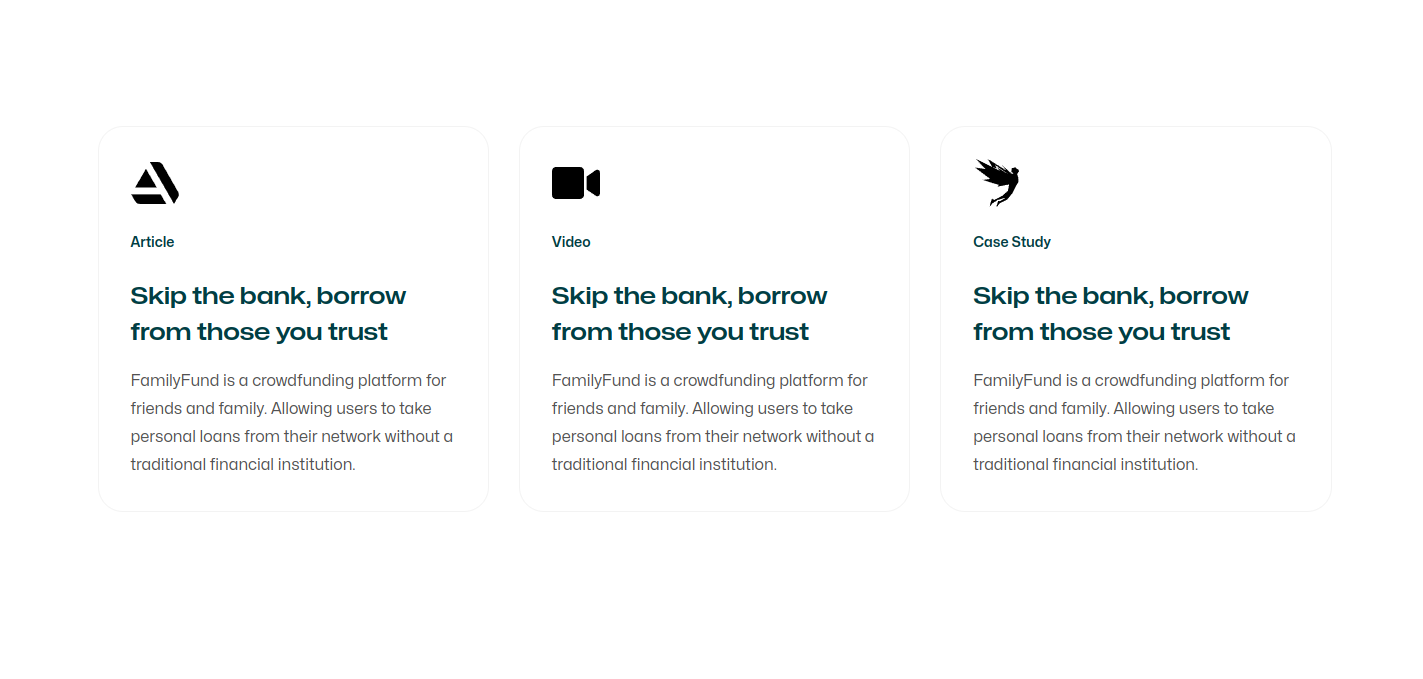 Article
Skip the bank, borrow
from those you trust
FamilyFund is a crowdfunding platform for
friends and family. Allowing users to take
personal loans from their network without a
traditional financial institution.
Video
Skip the bank, borrow
from those you trust
FamilyFund is a crowdfunding platform for
friends and family. Allowing users to take
personal loans from their network without a
traditional financial institution.
Case Study
Skip the bank, borrow
from those you trust
FamilyFund is a crowdfunding platform for
friends and family. Allowing users to take
personal loans from their network without a
traditional financial institution.